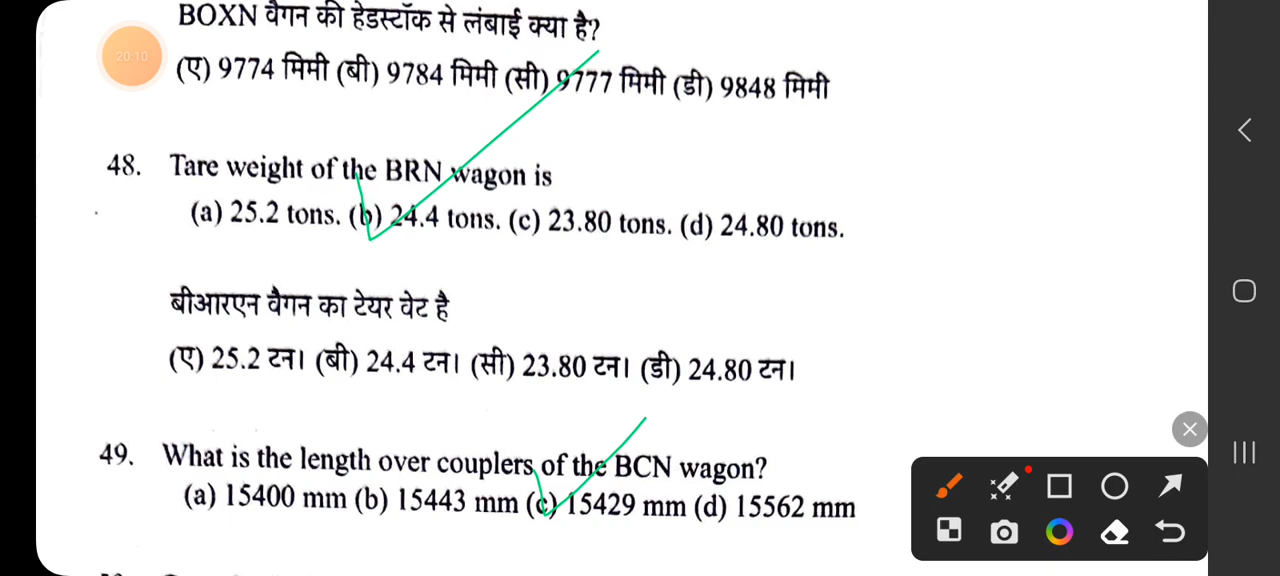 BOXN वैगन की हेडस्टॉक से लंबाई क्या है?
20:10
(ए) 9774 मिमी (बी) 9784 मिमी (सी) 9777 मिमी (डी) 9848 मिमी
48. Tare weight of the BRN wagon is
(a) 25.2 tons. (b) 24.4 tons. (c) 23.80 tons. (d) 24.80 tons.
बीआरएन वैगन का टेयर वेट है
(ए) 25.2 टन। (बी) 24.4 टन। (सी) 23.80 टन। (डी) 24.80 टन।
49. What is the length over couplers of the BCN wagon?
(a) 15400 mm (b) 15443 mm (c) 15429 mm (d) 15562 mm